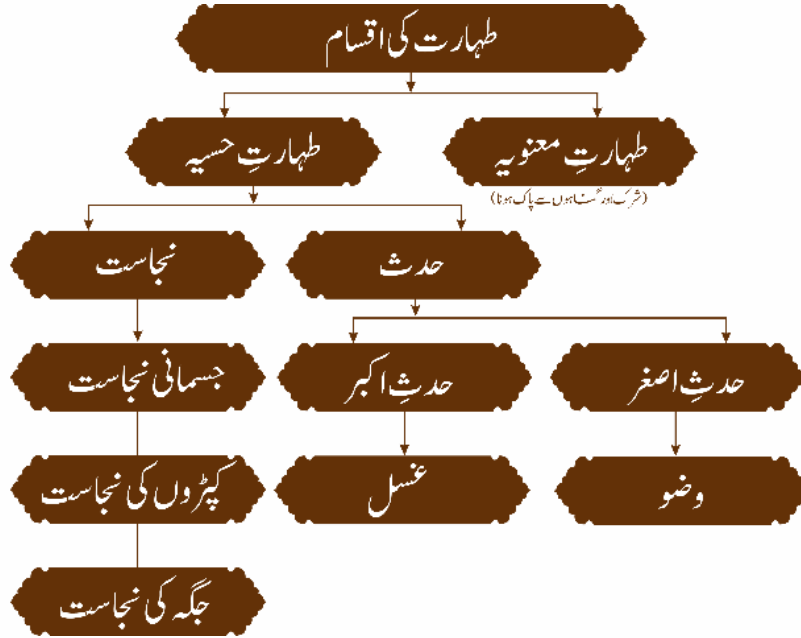 طہارت کی اقسام
طہارتِ معنویہ
طہارتِ حسیہ
(شرک اور گناہوں سے پاک ہونا)
حدث
نجاست
حدثِ اصغر
حدثِ اکبر
جسمانی نجاست
وضو
غسل
کپڑوں کی نجاست
جگہ کی نجاست